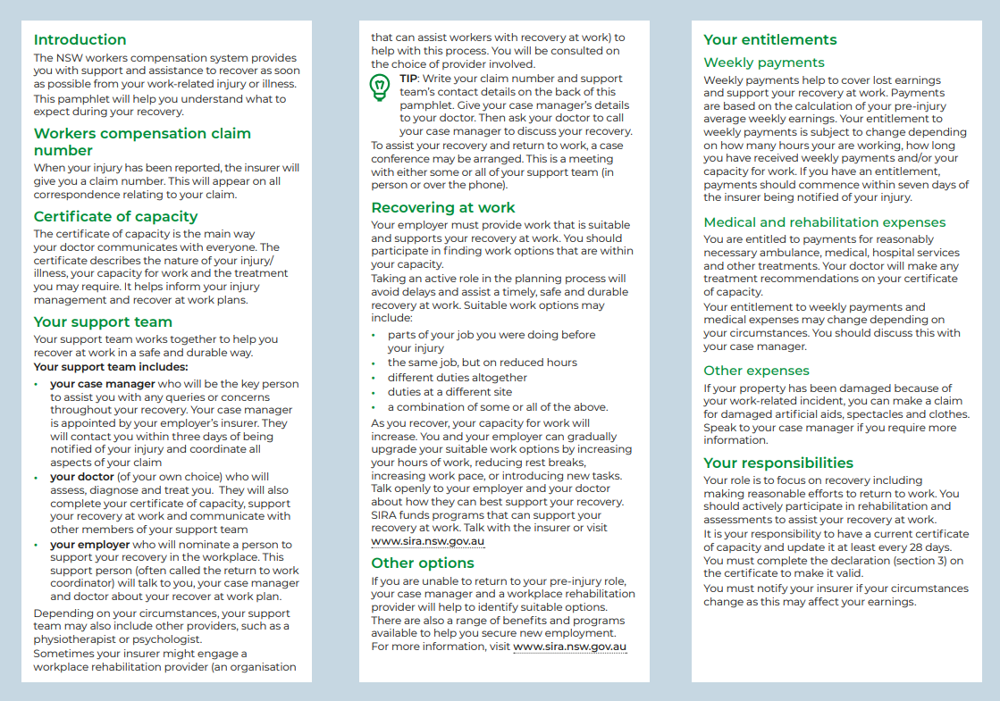 Introduction
The NSW workers compensation system provides
you with support and assistance to recover as soon
as possible from your work-related injury or illness.
This pamphlet will help you understand what to
expect during your recovery.
Workers compensation claim
number
When your injury has been reported, the insurer will
give you a claim number. This will appear on all
correspondence relating to your claim.
Certificate of capacity
The certificate of capacity is the main way
your doctor communicates with everyone. The
certificate describes the nature of your injury/
illness, your capacity for work and the treatment
you may require. It helps inform your injury
management and recover at work plans.
Your support team
Your support team works together to help you
recover at work in a safe and durable way.
Your support team includes:
• your case manager who will be the key person
to assist you with any queries or concerns
throughout your recovery. Your case manager
is appointed by your employer's insurer. They
will contact you within three days of being
notified of your injury and coordinate all
aspects of your claim
• your doctor (of your own choice) who will
assess, diagnose and treat you. They will also
complete your certificate of capacity, support
your recovery at work and communicate with
other members of your support team
• your employer who will nominate a person to
support your recovery in the workplace. This
support person (often called the return to work
coordinator) will talk to you, your case manager
and doctor about your recover at work plan.
Depending on your circumstances, your support
team may also include other providers, such as a
physiotherapist or psychologist.
Sometimes your insurer might engage a
workplace rehabilitation provider (an organisation
that can assist workers with recovery at work) to
help with this process. You will be consulted on
the choice of provider involved.
TIP: Write your claim number and support
team's contact details on the back of this
pamphlet. Give your case manager's details
to your doctor. Then ask your doctor to call
your case manager to discuss your recovery.
To assist your recovery and return to work, a case
conference may be arranged. This is a meeting
with either some or all of your support team (in
person or over the phone).
Recovering at work
Your employer must provide work that is suitable
and supports your recovery at work. You should
participate in finding work options that are within
your capacity.
Taking an active role in the planning process will
avoid delays and assist a timely, safe and durable
recovery at work. Suitable work options may
include:
• parts of your job you were doing before
your injury
• the same job, but on reduced hours
• different duties altogether
• duties at a different site
• a combination of some or all of the above.
As you recover, your capacity for work will
increase. You and your employer can gradually
upgrade your suitable work options by increasing
your hours of work, reducing rest breaks,
increasing work pace, or introducing new tasks.
Talk openly to your employer and your doctor
about how they can best support your recovery.
SIRA funds programs that can support your
recovery at work. Talk with the insurer or visit
www.sira.nsw.gov.au
Other options
If you are unable to return to your pre-injury role,
your case manager and a workplace rehabilitation
provider will help to identify suitable options.
There are also a range of benefits and programs
available to help you secure new employment.
For more information, visit www.sira.nsw.gov.au
Your entitlements
Weekly payments
Weekly payments help to cover lost earnings
and support your recovery at work. Payments
are based on the calculation of your pre-injury
average weekly earnings. Your entitlement to
weekly payments is subject to change depending
on how many hours your are working, how long
you have received weekly payments and/or your
capacity for work. If you have an entitlement,
payments should commence within seven days of
the insurer being notified of your injury.
Medical and rehabilitation expenses
You are entitled to payments for reasonably
necessary ambulance, medical, hospital services
and other treatments. Your doctor will make any
treatment recommendations on your certificate
of capacity.
Your entitlement to weekly payments and
medical expenses may change depending on
your circumstances. You should discuss this with
your case manager.
Other expenses
If your property has been damaged because of
your work-related incident, you can make a claim
for damaged artificial aids, spectacles and clothes.
Speak to your case manager if you require more
information.
Your responsibilities
Your role is to focus on recovery including
making reasonable efforts to return to work. You
should actively participate in rehabilitation and
assessments to assist your recovery at work.
It is your responsibility to have a current certificate
of capacity and update it at least every 28 days.
You must complete the declaration (section 3) on
the certificate to make it valid.
You must notify your insurer if your circumstances
change as this may affect your earnings.